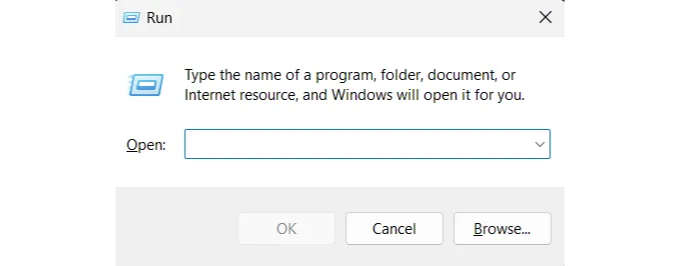 Run
Type the name of a program, folder, document, or
Internet resource, and Windows will open it for you.
Open:
OK Cancel Browse...